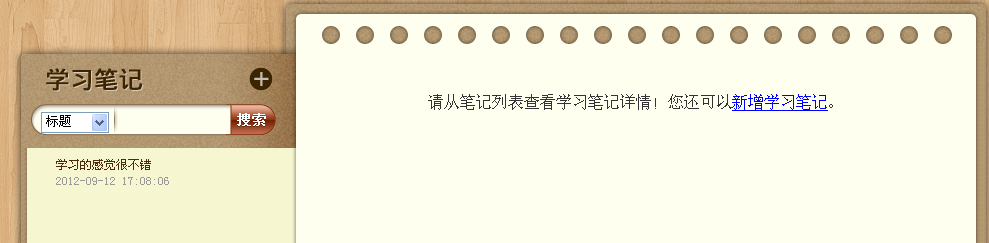 学习笔记
标题
搜索
学习的感觉很不错
2012-09-12 17:08:06
请从笔记列表查看学习笔记详情！您还可以新增学习笔记。